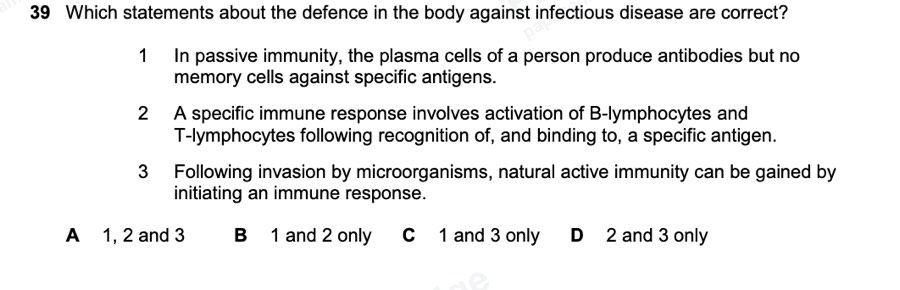 39 Which statements about the defence in the body against infectious disease are correct?
1 In passive immunity, the plasma cells of a person produce antibodies but no
memory cells against specific antigens.
2 A specific immune response involves activation of B-lymphocytes and
T-lymphocytes following recognition of, and binding to, a specific antigen.
3 Following invasion by microorganisms, natural active immunity can be gained by
initiating an immune response.
A 1, 2 and 3 B 1 and 2 only C 1 and 3 only D 2 and 3 only